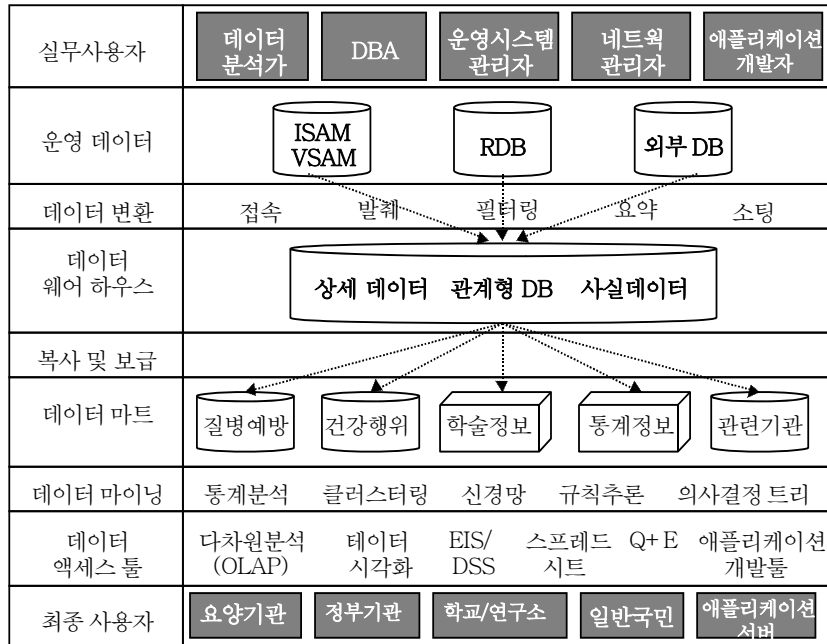 실무사용자
데이터 분석가
DBA
운영시스템 관리자
네트웍 관리자
애플리케이션 개발자
운영 데이터
ISAM VSAM
RDB
외부 DB
데이터 변환 접속 발췌 필터링 요약 소팅
데이터 웨어 하우스
상세 데이터 관계형 DB 사실데이터
복사 및 보급
데이터 마트
질병예방
건강행위
학술정보
통계정보
관련기관
데이터 마이닝 통계분석 클러스터링 신경망 규칙추론 의사결정 트리
데이터 액세스 툴
다차원분석 (OLAP)
테이터 시각화
EIS/ DSS
스프레드 시트
Q+E
애플리케이션 개발툴
최종 사용자
요양기관
정부기관
학교/연구소
일반국민
애플리케이션 서버